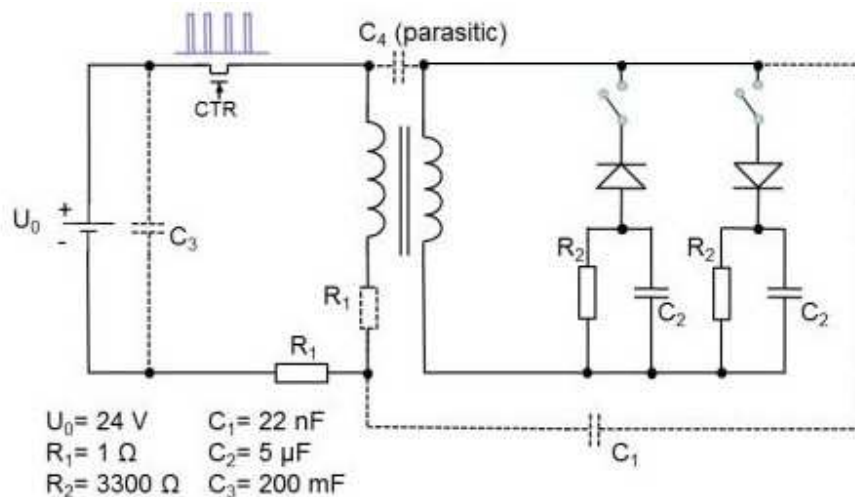 C4 (parasitic)
CTR
U0
+
-
C3
R1
R1
R2
C2
R2
C2
C1
U0= 24 V C1= 22 nF
R1= 1 Ω C2= 5 µF
R2= 3300 Ω C3= 200 mF